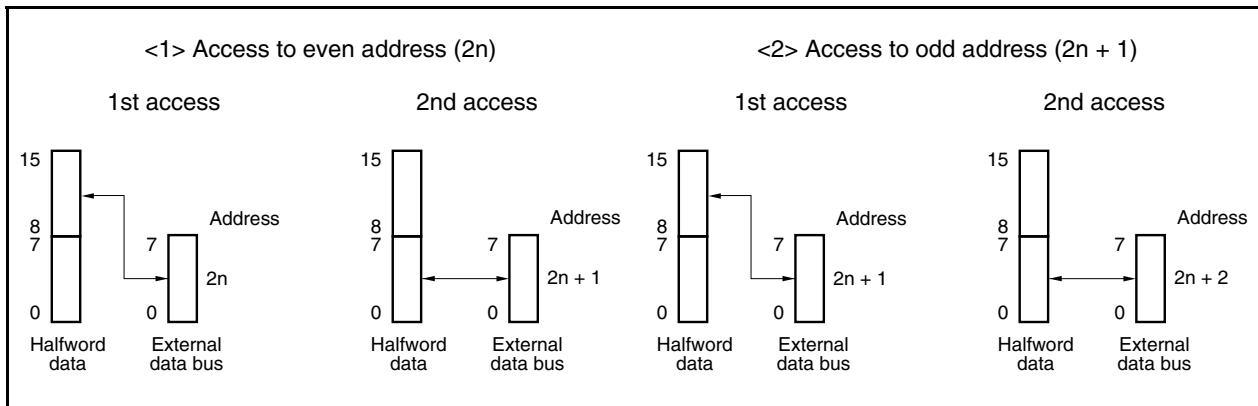 <1> Access to even address (2n)
<2> Access to odd address (2n + 1)
1st access
2nd access
1st access
2nd access
15
8
7
0
Halfword
data
Address
7
2n
0
External
data bus
15
8
7
0
Halfword
data
Address
7
2n + 1
0
External
data bus
15
8
7
0
Halfword
data
Address
7
2n + 1
0
External
data bus
15
8
7
0
Halfword
data
Address
7
2n + 2
0
External
data bus